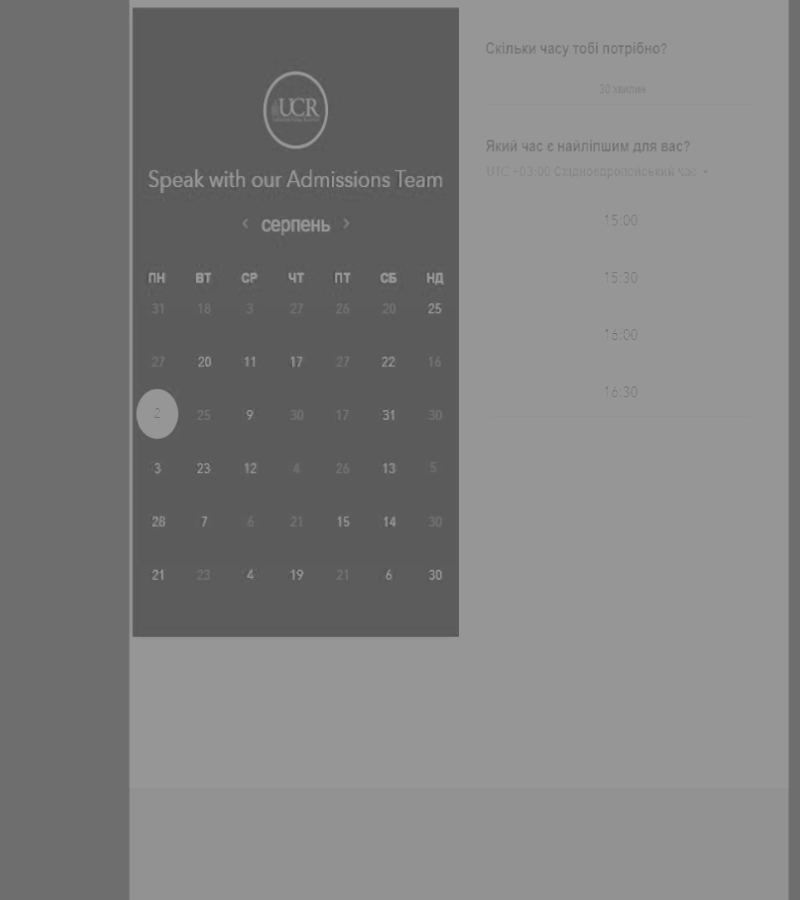 UCR
Speak with our Admissions Team
‹ серпень ›
ПН ВТ СР ЧТ ПТ СБ НД
31 18 3 27 26 20 25
27 20 11 17 27 22 16
2 25 9 30 17 31 30
3 23 12 4 26 13 5
28 7 6 21 15 14 30
21 23 4 19 21 6 30
Скільки часу тобі потрібно?
30 хвилин
Який час є найліпшим для вас?
UTC +03:00 Східноєвропейський час
15:00
15:30
16:00
16:30